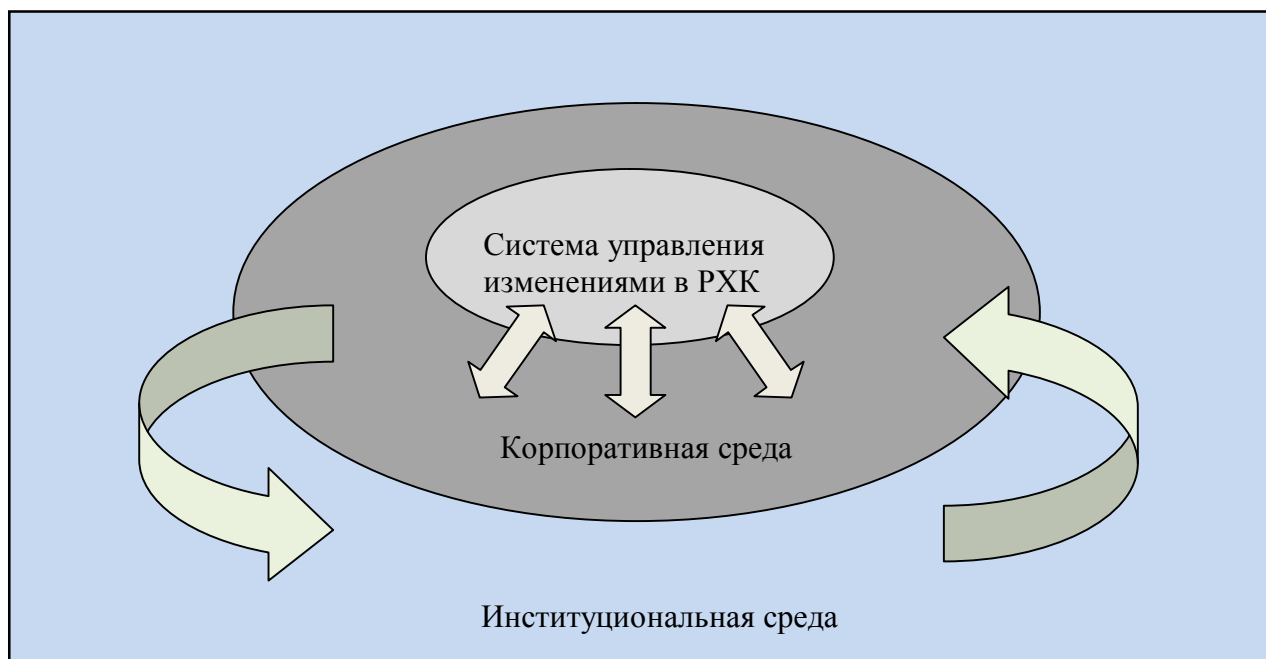 Система управления
изменениями в РХК
Корпоративная среда
Институциональная среда